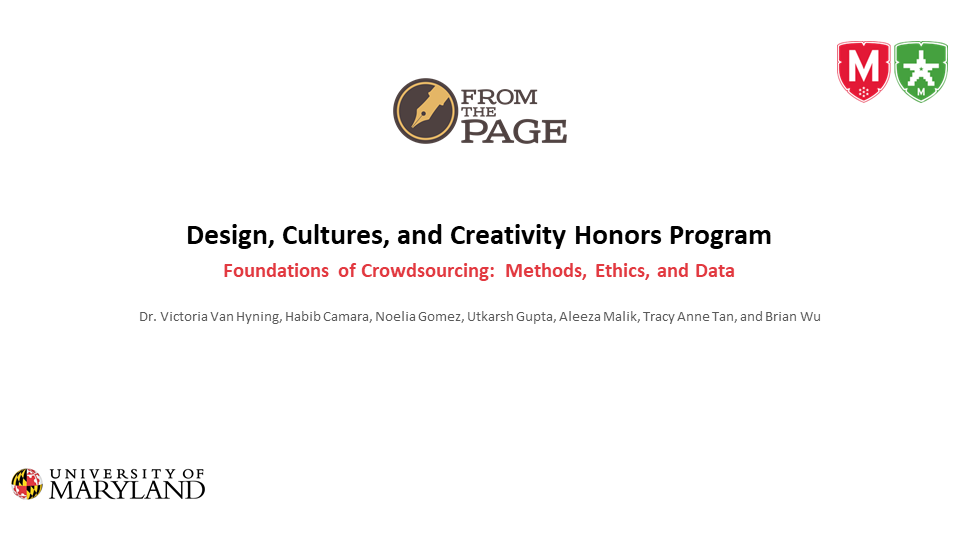 M
M
FROM
THE
PAGE
Design, Cultures, and Creativity Honors Program
Foundations of Crowdsourcing: Methods, Ethics, and Data
Dr. Victoria Van Hyning, Habib Camara, Noelia Gomez, Utkarsh Gupta, Aleeza Malik, Tracy Anne Tan, and Brian Wu
UNIVERSITY OF
MARYLAND